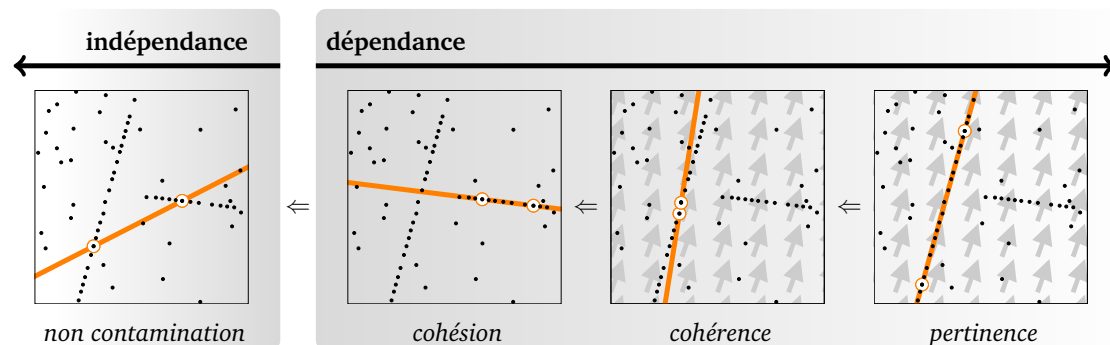 indépendance
dépendance
⇐
⇐
⇐
non contamination
cohésion
cohérence
pertinence